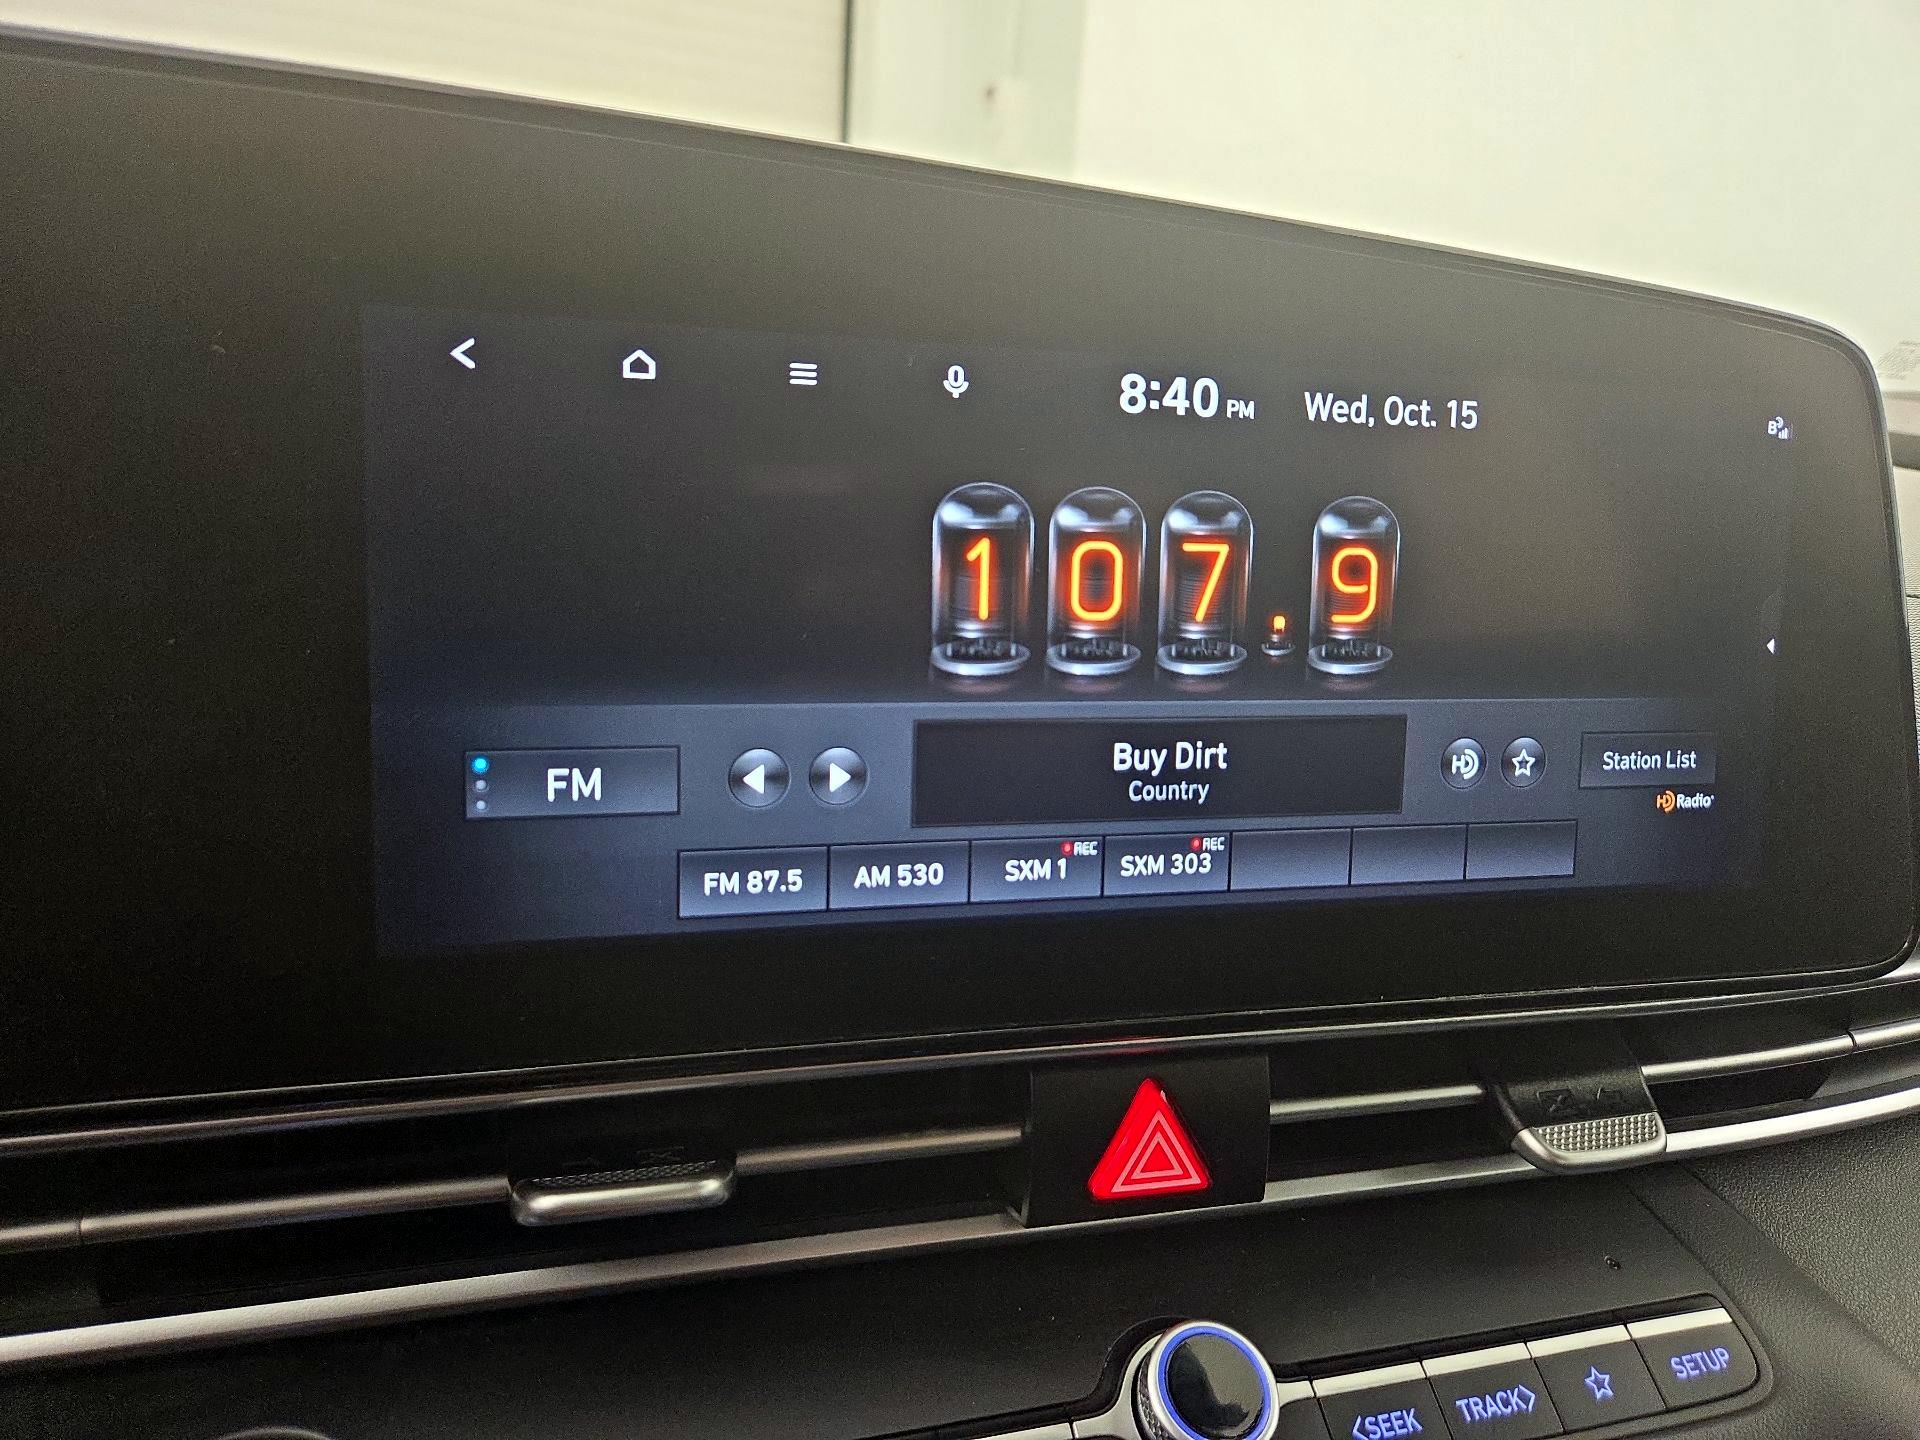 8:40 PM Wed, Oct. 15
107.9
FM
Buy Dirt
Country
HD
Station List
HD Radio
FM 87.5
AM 530
SXM 1
REC
SXM 303
REC
<SEEK
TRACK>
SETUP